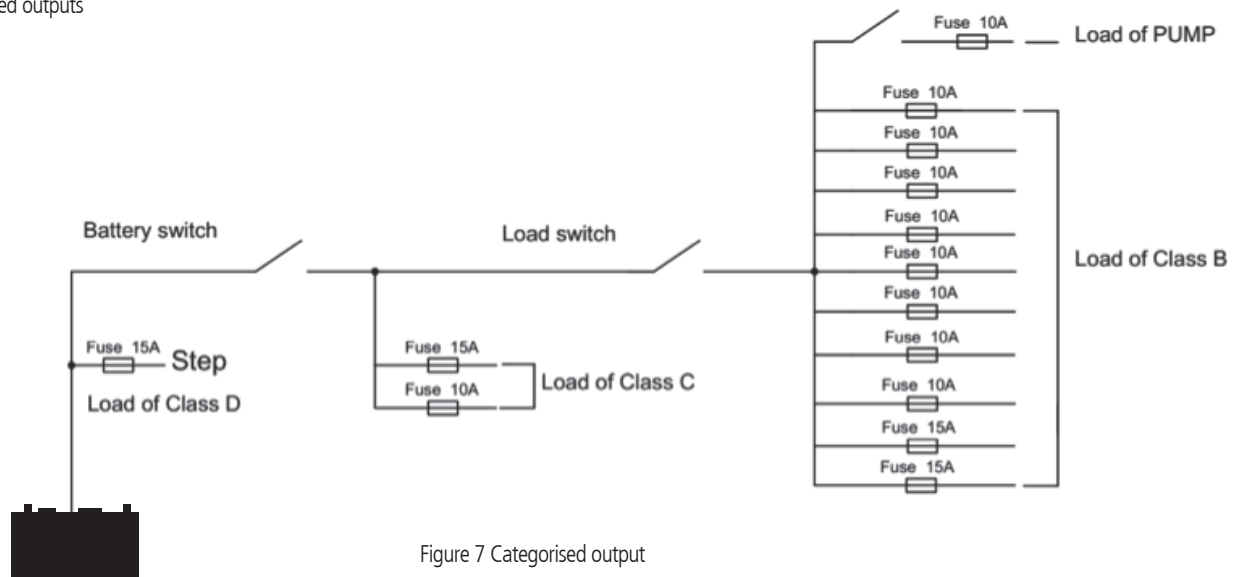 ed outputs
Fuse 10A
Load of PUMP
Fuse 10A
Fuse 10A
Fuse 10A
Fuse 10A
Fuse 10A
Fuse 10A
Fuse 10A
Fuse 10A
Fuse 15A
Fuse 15A
Load of Class B
Battery switch
Load switch
Fuse 15A
Step
Load of Class D
Fuse 15A
Fuse 10A
Load of Class C
Figure 7 Categorised output